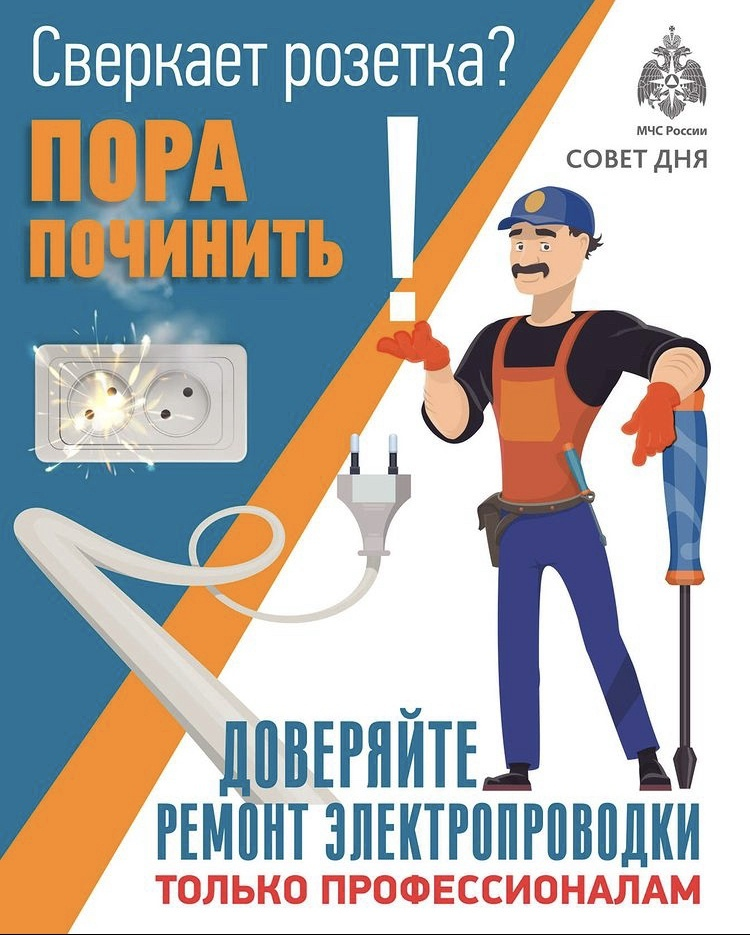 Сверкает розетка?
ПОРА
ПОЧИНИТЬ
!
МЧС России
СОВЕТ ДНЯ
ДОВЕРЯЙТЕ
РЕМОНТ ЭЛЕКТРОПРОВОДКИ
ТОЛЬКО ПРОФЕССИОНАЛАМ